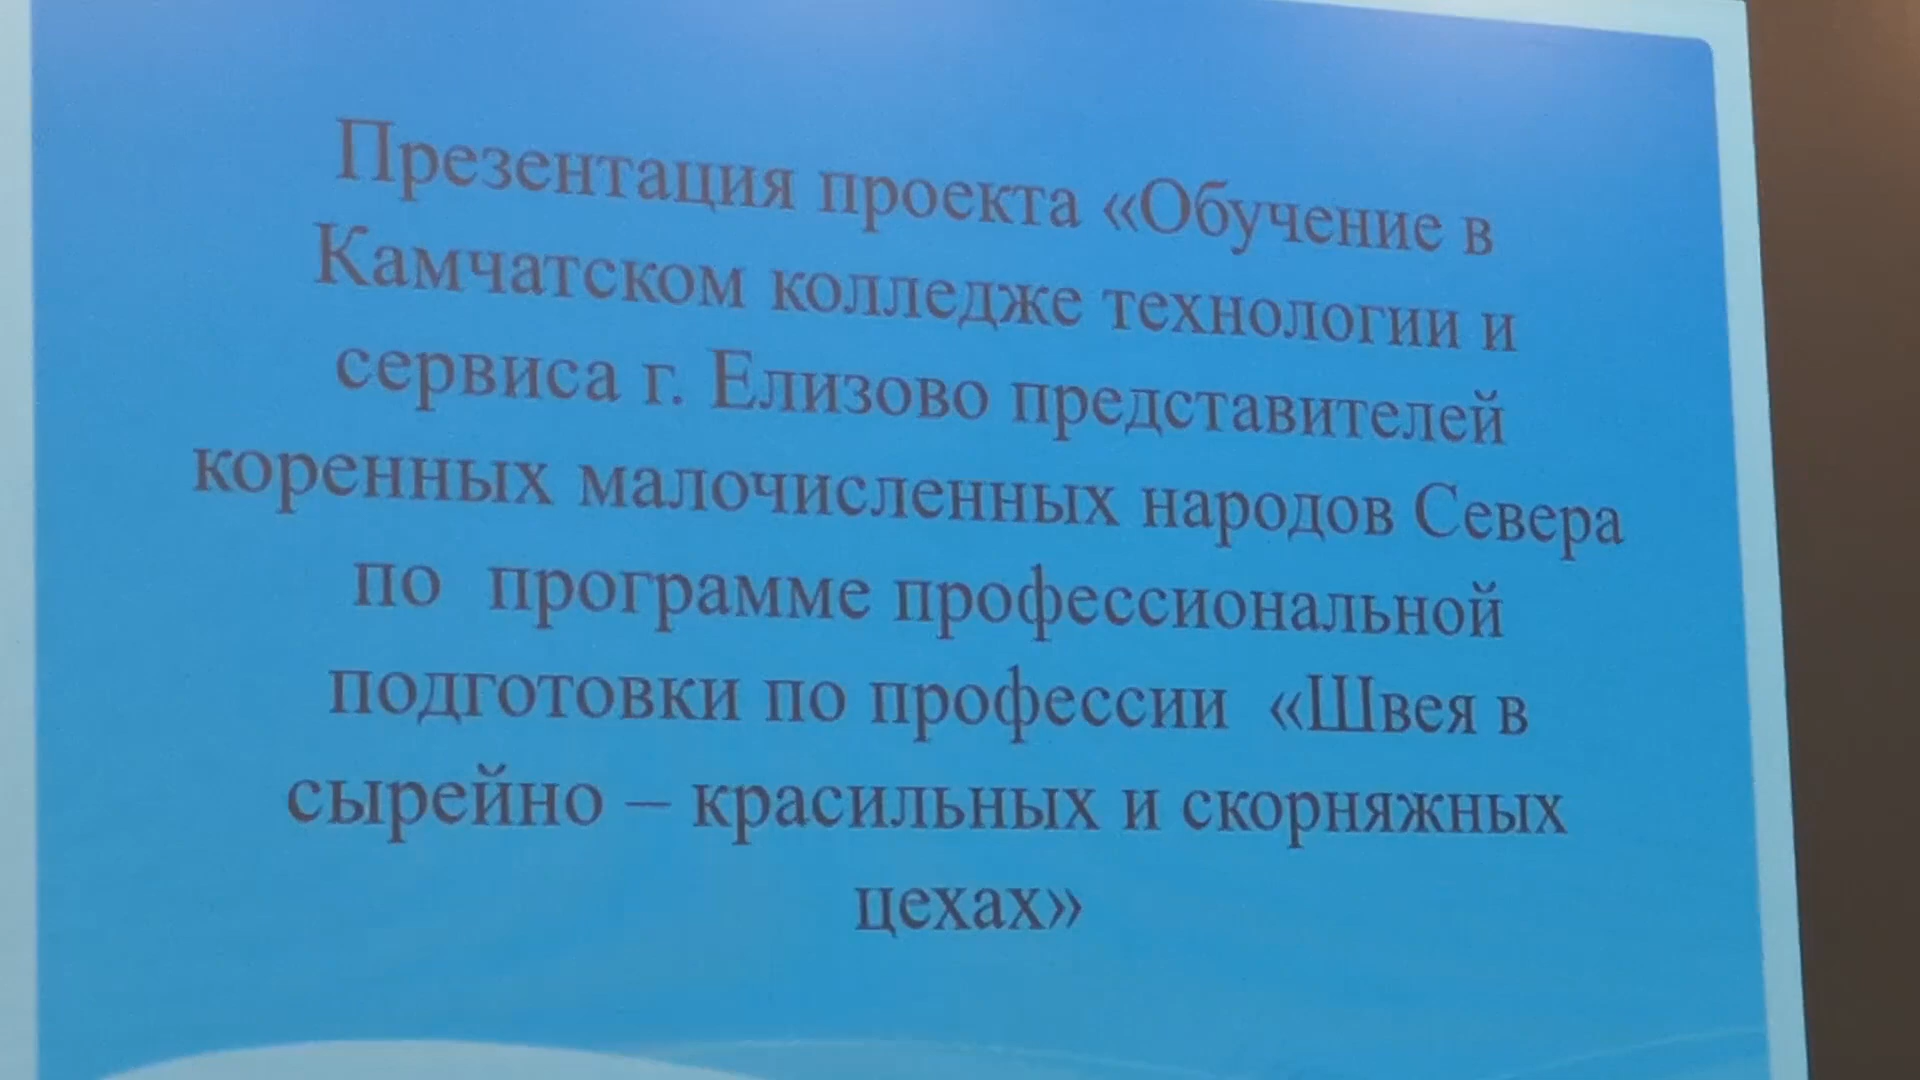 Презентация проекта «Обучение в
Камчатском колледже технологии и
сервиса г. Елизово представителей
коренных малочисленных народов Севера
по программе профессиональной
подготовки по профессии «Швея в
сырейно – красильных и скорняжных
цехах»